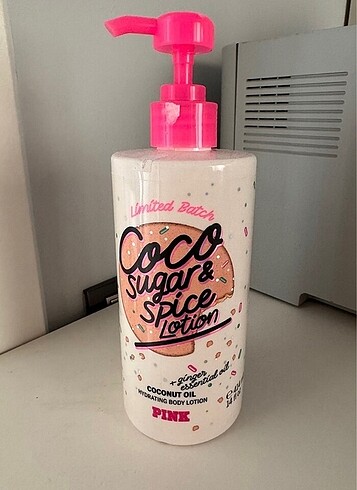 Limited Batch
Coco
Sugar &
Spice
Lotion
+ ginger
essential oil
COCONUT OIL
HYDRATING BODY LOTION
PINK